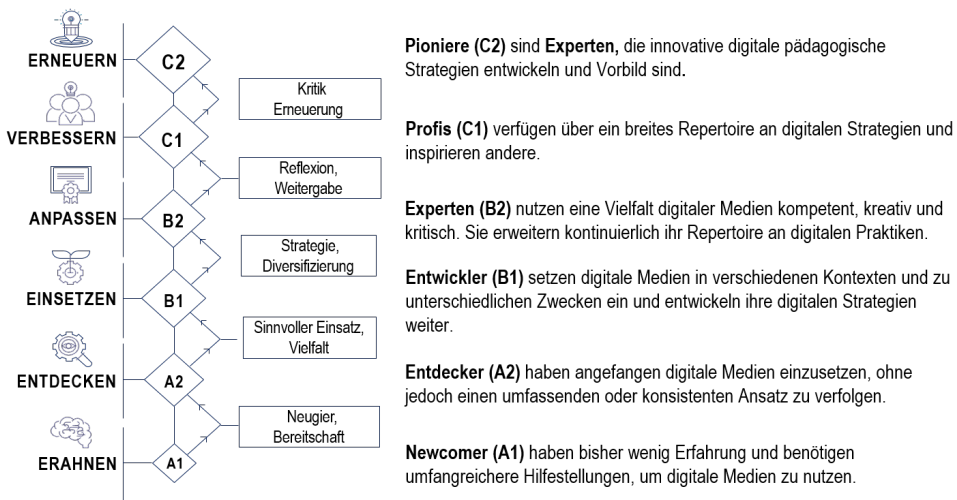 ERNEUERN
C2
Kritik
Erneuerung
Pioniere (C2) sind Experten, die innovative digitale pädagogische
Strategien entwickeln und Vorbild sind.
VERBESSERN
C1
Reflexion,
Weitergabe
Profis (C1) verfügen über ein breites Repertoire an digitalen Strategien und
inspirieren andere.
ANPASSEN
B2
Strategie,
Diversifizierung
Experten (B2) nutzen eine Vielfalt digitaler Medien kompetent, kreativ und
kritisch. Sie erweitern kontinuierlich ihr Repertoire an digitalen Praktiken.
EINSETZEN
B1
Sinnvoller Einsatz,
Vielfalt
Entwickler (B1) setzen digitale Medien in verschiedenen Kontexten und zu
unterschiedlichen Zwecken ein und entwickeln ihre digitalen Strategien
weiter.
ENTDECKEN
A2
Neugier,
Bereitschaft
Entdecker (A2) haben angefangen digitale Medien einzusetzen, ohne
jedoch einen umfassenden oder konsistenten Ansatz zu verfolgen.
ERAHNEN
A1
Newcomer (A1) haben bisher wenig Erfahrung und benötigen
umfangreichere Hilfestellungen, um digitale Medien zu nutzen.